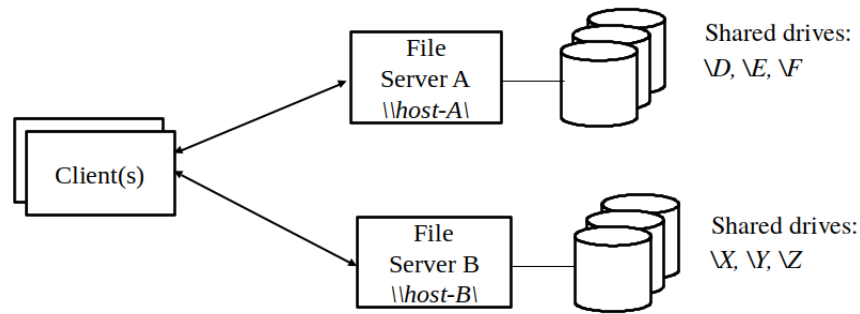 File
Server A
\\host-A\
Shared drives:
\D, \E, \F
Client(s)
File
Server B
\\host-B\
Shared drives:
\X, \Y, \Z